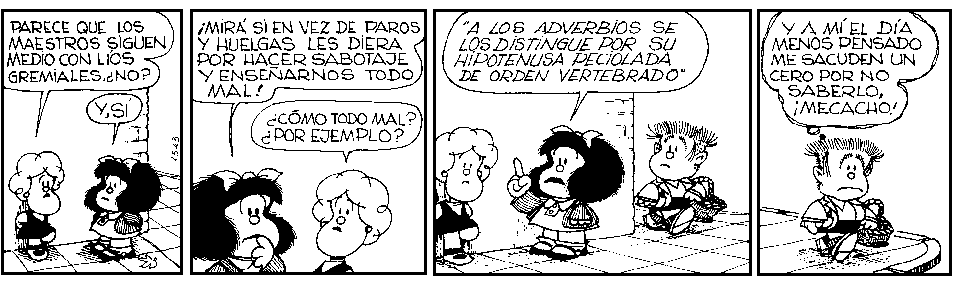 PARECE QUE LOS
MAESTROS SIGUEN
MEDIO CON LÍOS
GREMIALES.¿NO?
Y, SÍ
1543
¡MIRÁ SI EN VEZ DE PAROS
Y HUELGAS LES DIERA
POR HACER SABOTAJE
Y ENSEÑARNOS TODO
MAL!
¿CÓMO TODO MAL?
¿POR EJEMPLO?
"A LOS ADVERBIOS SE
LOS DISTINGUE POR SU
HIPOTENUSA PECIOLADA
DE ORDEN VERTEBRADO"
Y A MÍ EL DÍA
MENOS PENSADO
ME SACUDEN UN
CERO POR NO
SABERLO,
¡MECACHO!